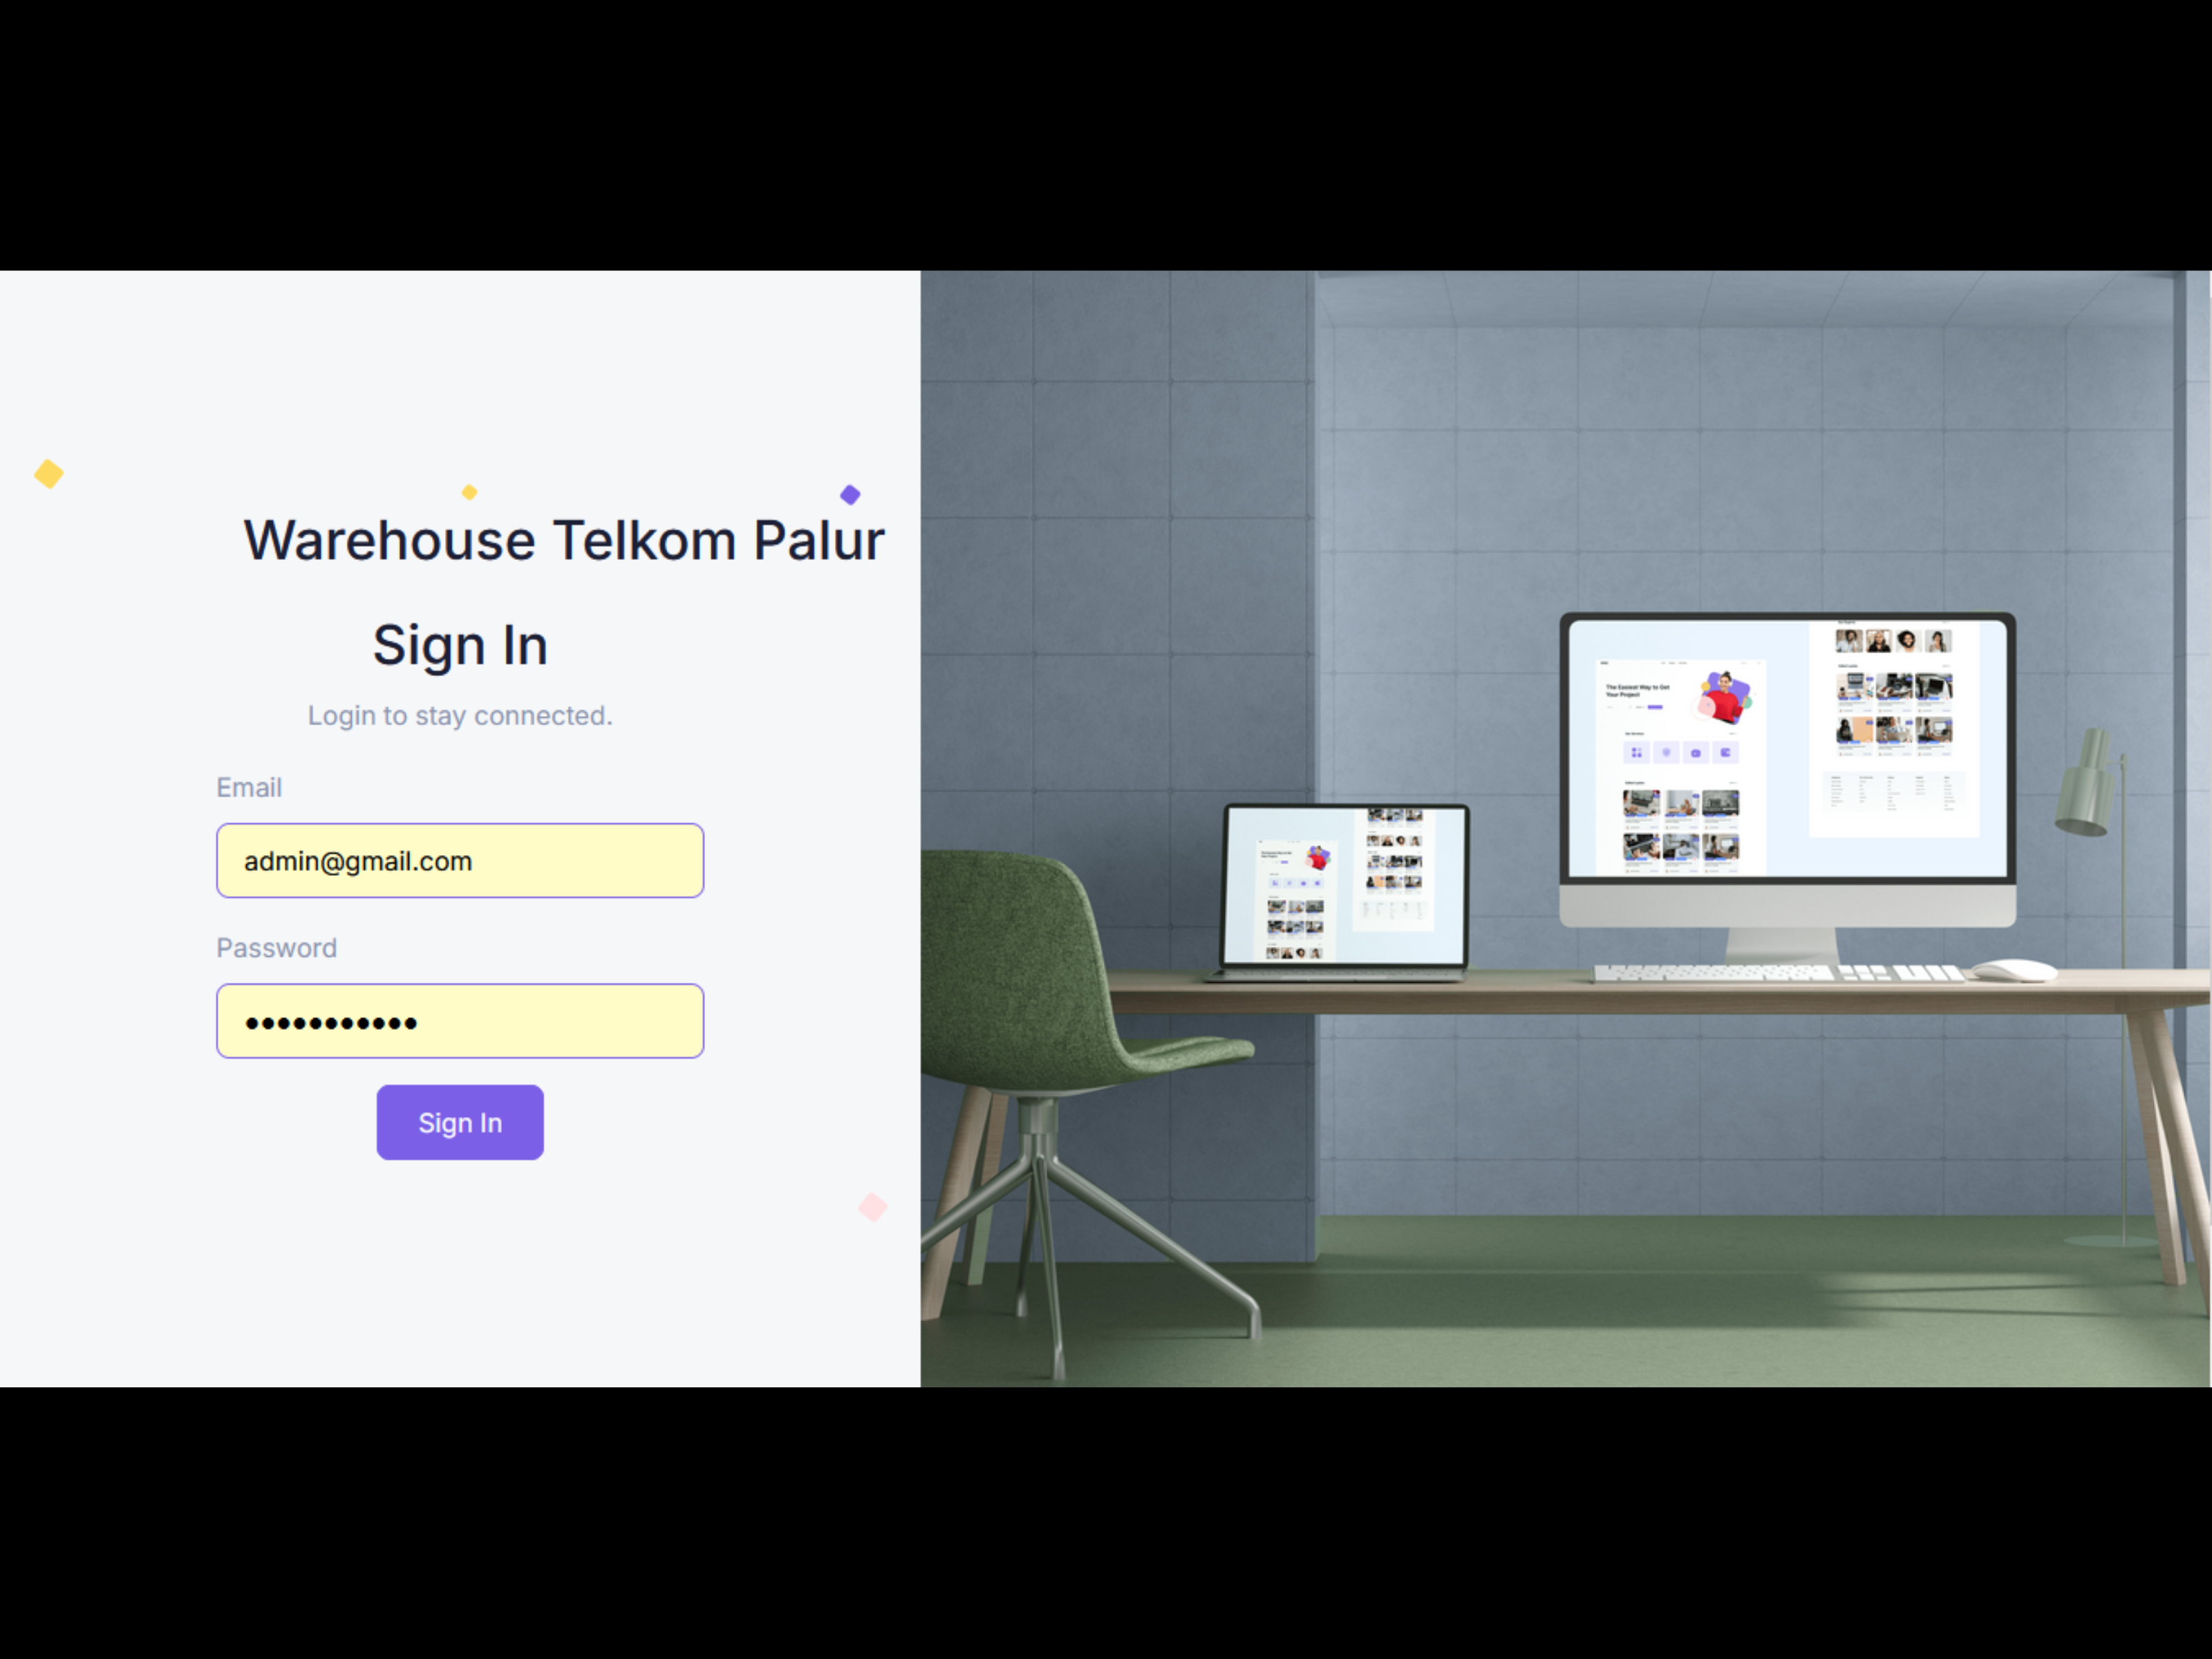 Warehouse Telkom Palur
Sign In
Login to stay connected.
Email
admin@gmail.com
Password
•••••••••••
Sign In
The Easiest Way to Get
Your Project